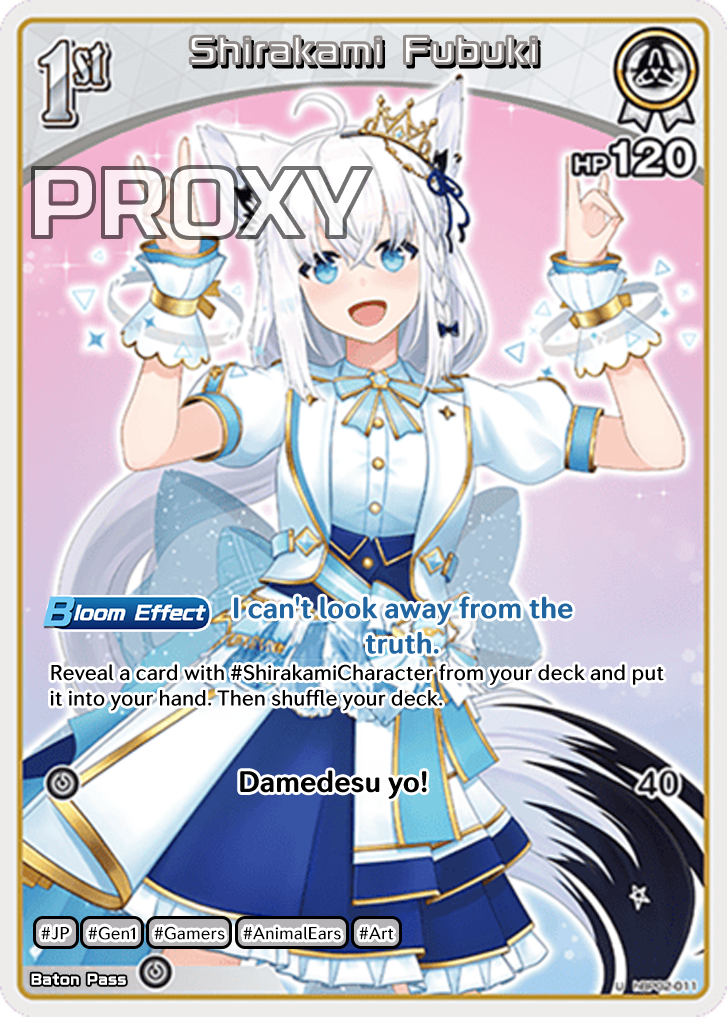 1st
Shirakami Fubuki
HP120
PROXY
Bloom Effect I can't look away from the
truth.
Reveal a card with #ShirakamiCharacter from your deck and put
it into your hand. Then shuffle your deck.
Damedesu yo! 40
#JP #Gen1 #Gamers #AnimalEars #Art
Baton Pass
U hBP02-011